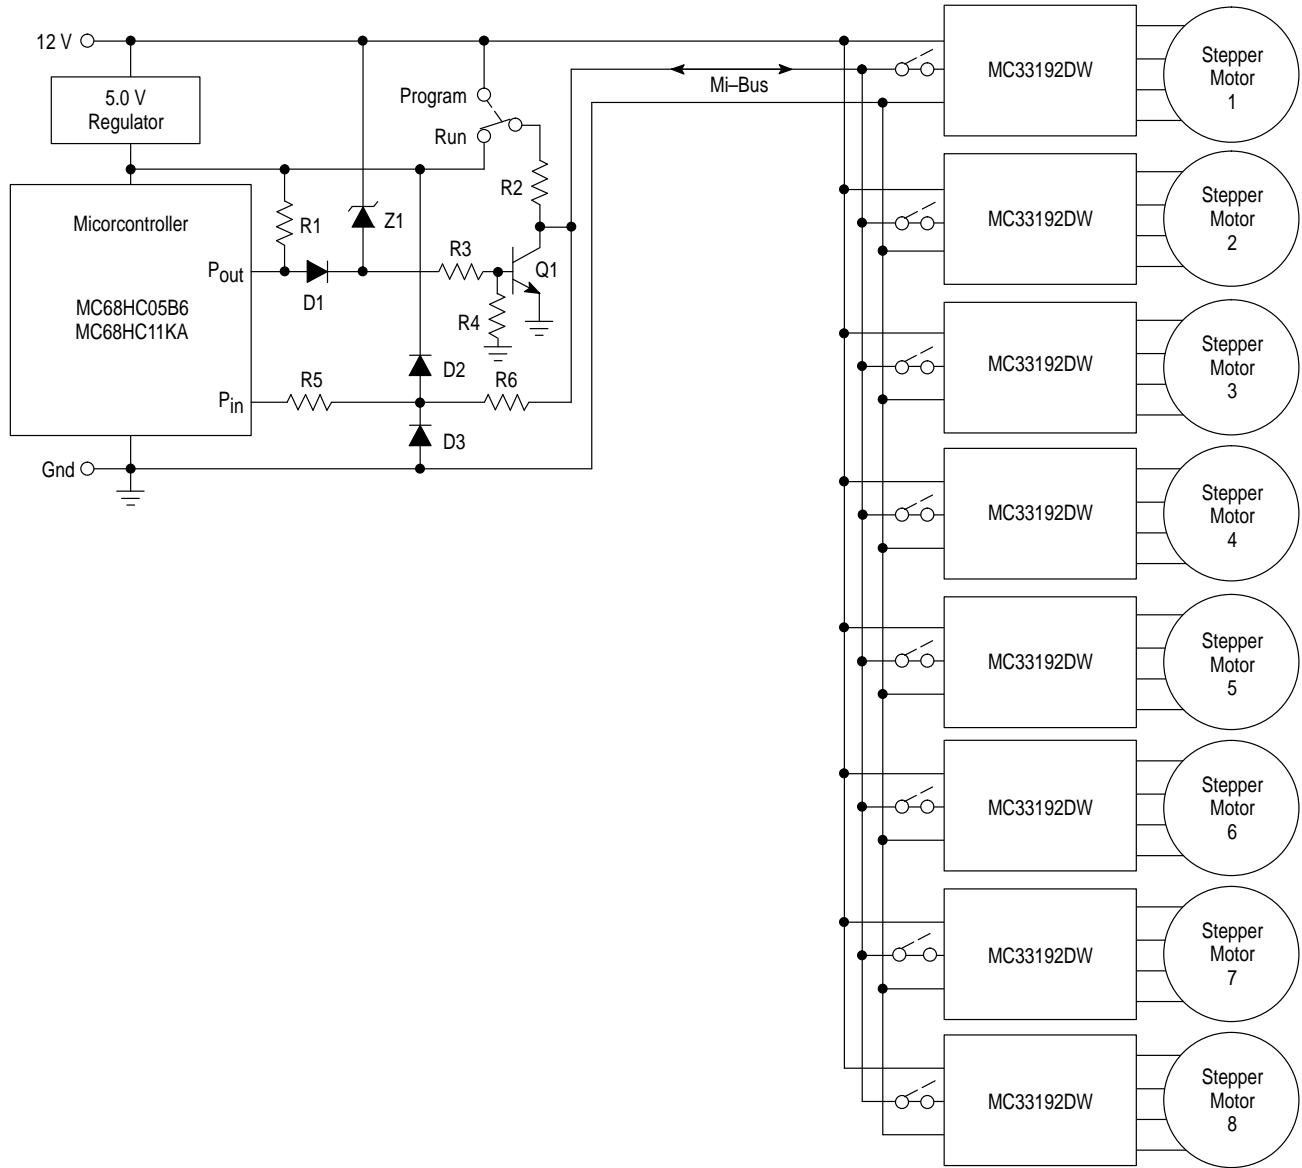 12 V
5.0 V
Regulator
Program
Run
Mi–Bus
R2
R1
Z1
Micorcontroller
Pout
D1
R3
Q1
R4
MC68HC05B6
MC68HC11KA
D2
R5
R6
Pin
D3
Gnd
MC33192DW
Stepper
Motor
1
MC33192DW
Stepper
Motor
2
MC33192DW
Stepper
Motor
3
MC33192DW
Stepper
Motor
4
MC33192DW
Stepper
Motor
5
MC33192DW
Stepper
Motor
6
MC33192DW
Stepper
Motor
7
MC33192DW
Stepper
Motor
8